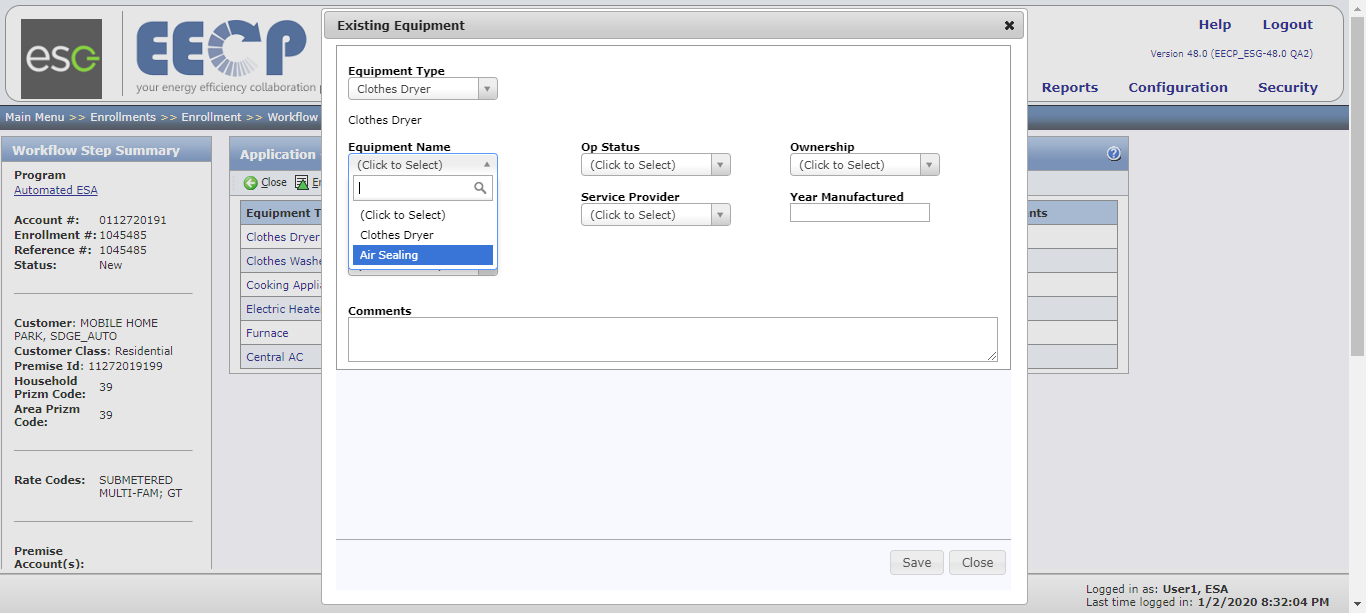 esg
EECP
your energy efficiency collaboration
Help
Logout
Version 48.0 (EECP_ESG-48.0 QA2)
Reports
Configuration
Security
Main Menu >> Enrollments >> Enrollment >> Workflow
Workflow Step Summary
Program
Automated ESA
Account #: 0112720191
Enrollment #: 1045485
Reference #: 1045485
Status: New
Customer: MOBILE HOME
PARK, SDGE_AUTO
Customer Class: Residential
Premise Id: 11272019199
Household
Prizm Code: 39
Area Prizm
Code: 39
Rate Codes: SUBMETERED
MULTI-FAM; GT
Premise
Account(s):
Application
Close
Equipment T
Clothes Dryer
Clothes Washe
Cooking Applia
Electric Heate
Furnace
Central AC
nts
Existing Equipment
Equipment Type
Clothes Dryer
Clothes Dryer
Equipment Name
(Click to Select)
(Click to Select)
Clothes Dryer
Air Sealing
Op Status
(Click to Select)
Ownership
(Click to Select)
Service Provider
(Click to Select)
Year Manufactured
Comments
Save
Close
Logged in as: User1, ESA
Last time logged in: 1/2/2020 8:32:04 PM